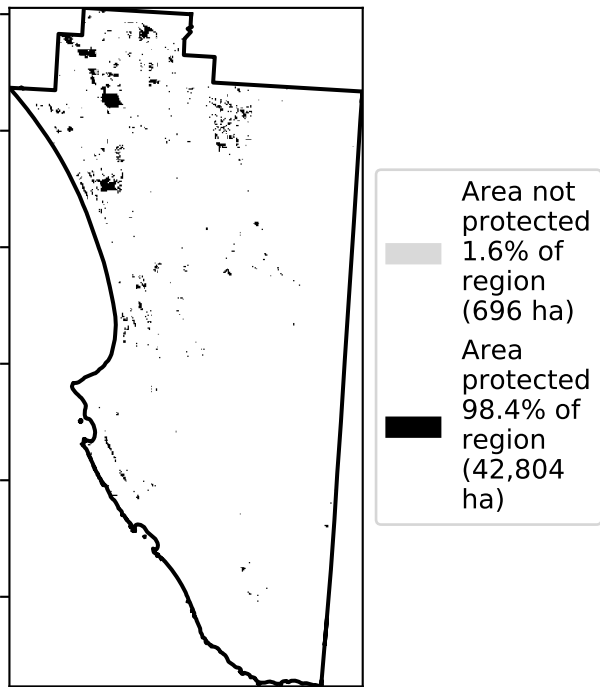 Area not
protected
1.6% of
region
(696 ha)
Area
protected
98.4% of
region
(42,804
ha)